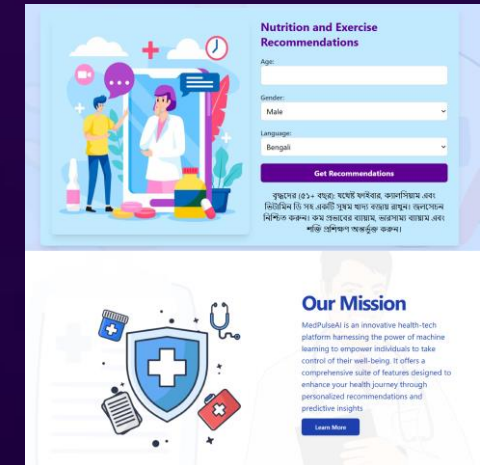 Nutrition and Exercise
Recommendations
Age:
Gender:
Male
Language:
Bengali
Get Recommendations
বৃদ্ধদের (৫১+ বছর): যথেষ্ট ফাইবার, ক্যালসিয়াম এবং
ভিটামিন ডি সহ একটি সুষম খাদ্য বজায় রাখুন। জলসেচন
নিশ্চিত করুন। কম প্রভাবের ব্যায়াম, ভারসাম্য ব্যায়াম এবং
শক্তি প্রশিক্ষণ অন্তর্ভুক্ত করুন।
Our Mission
MedPulseAI is an innovative health-tech
platform harnessing the power of machine
learning to empower individuals to take
control of their well-being. It offers a
comprehensive suite of features designed to
enhance your health journey through
personalized recommendations and
predictive insights
Learn More